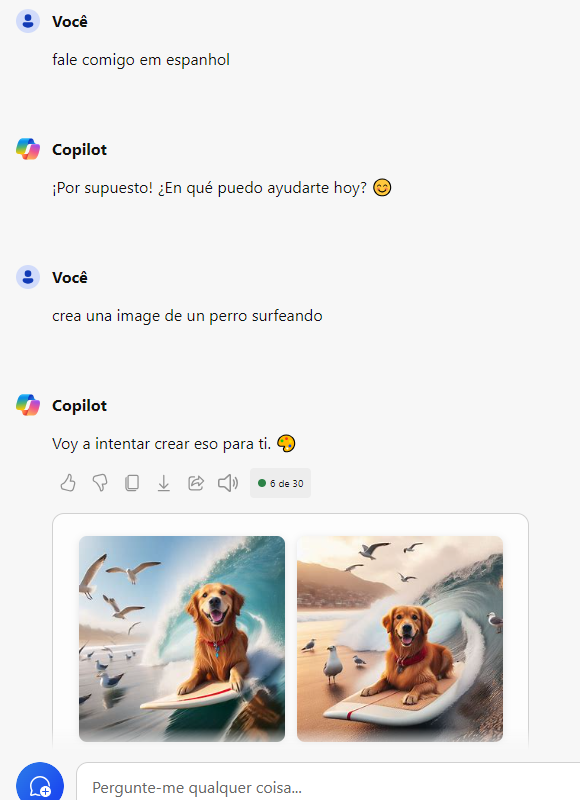 Você
fale comigo em espanhol
Copilot
¡Por supuesto! ¿En qué puedo ayudarte hoy? 😊
Você
crea una image de un perro surfeando
Copilot
Voy a intentar crear eso para ti. 🎨
6 de 30
Pergunte-me qualquer coisa...